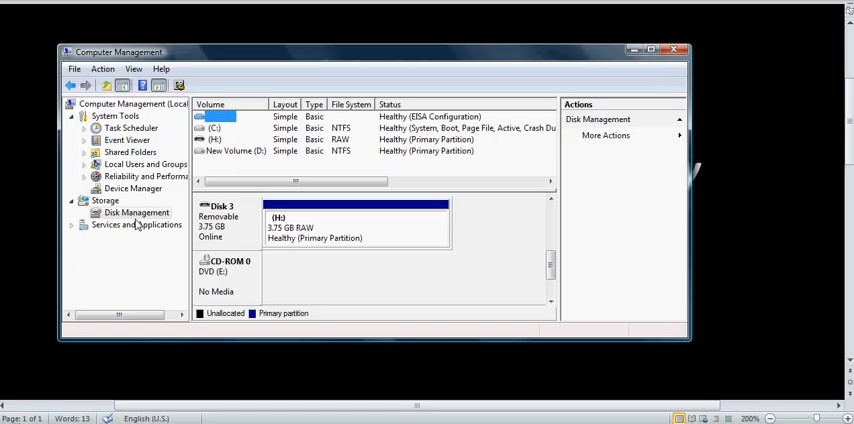 Computer Management
File Action View Help
Computer Management (Local
System Tools
Task Scheduler
Event Viewer
Shared Folders
Local Users and Groups
Reliability and Performa
Device Manager
Storage
Disk Management
Services and Applications
Volume Layout Type File System Status
Simple Basic Healthy (EISA Configuration)
(C:) Simple Basic NTFS Healthy (System, Boot, Page File, Active, Crash Du
(H:) Simple Basic RAW Healthy (Primary Partition)
New Volume (D:) Simple Basic NTFS Healthy (Primary Partition)
Disk 3
Removable
3.75 GB
Online
(H:)
3.75 GB RAW
Healthy (Primary Partition)
CD-ROM 0
DVD (E:)
No Media
Unallocated Primary partition
Actions
Disk Management
More Actions
Page: 1 of 1 Words: 13 English (U.S.) 200%